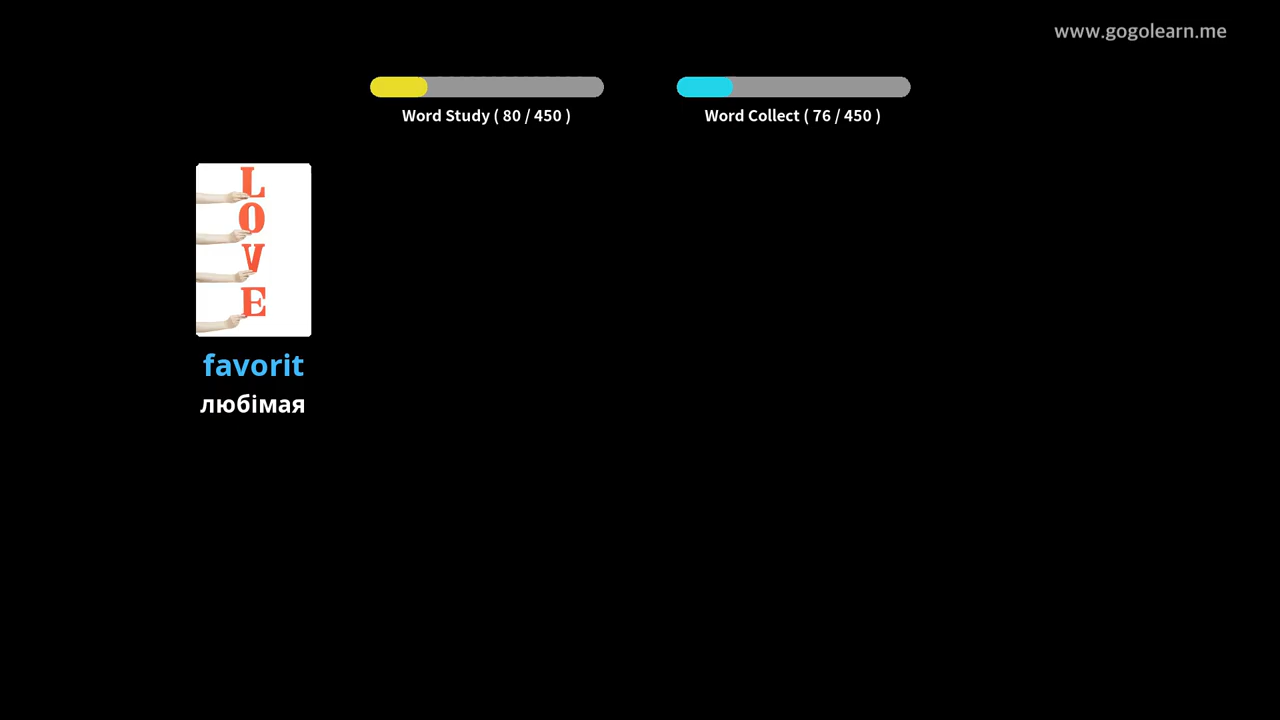 www.gogolearn.me
Word Study ( 80 / 450 )
Word Collect ( 76 / 450 )
L
O
V
E
favorit
любімая